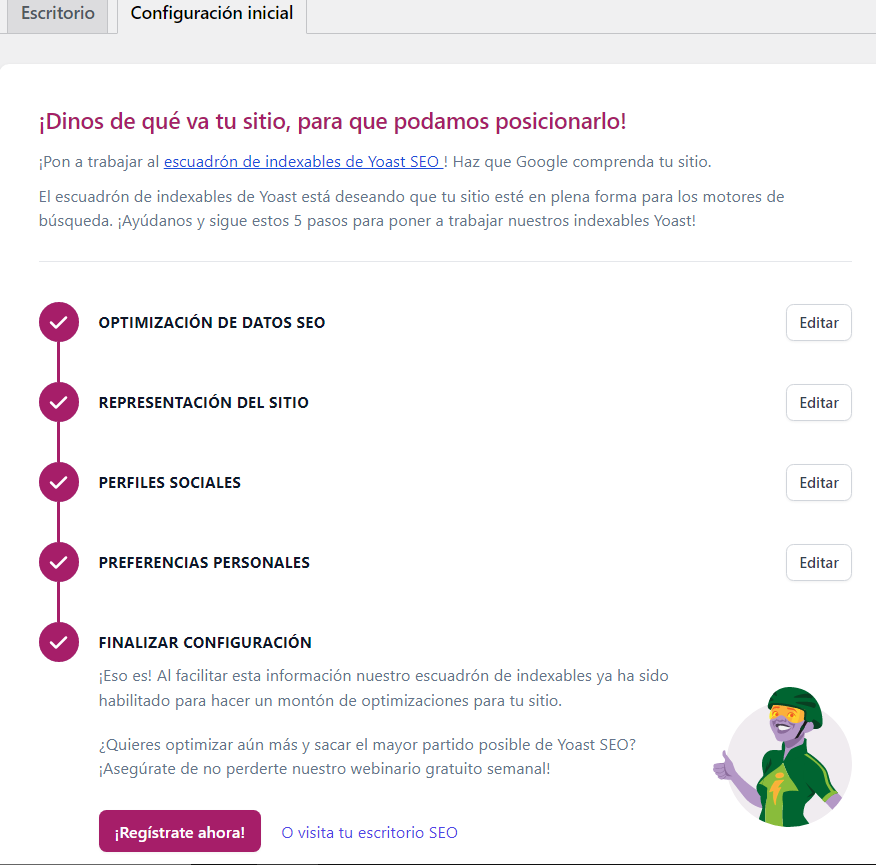 Escritorio
Configuración inicial
¡Dinos de qué va tu sitio, para que podamos posicionarlo!
¡Pon a trabajar al escuadrón de indexables de Yoast SEO ! Haz que Google comprenda tu sitio.
El escuadrón de indexables de Yoast está deseando que tu sitio esté en plena forma para los motores de
búsqueda. ¡Ayúdanos y sigue estos 5 pasos para poner a trabajar nuestros indexables Yoast!
OPTIMIZACIÓN DE DATOS SEO
Editar
REPRESENTACIÓN DEL SITIO
Editar
PERFILES SOCIALES
Editar
PREFERENCIAS PERSONALES
Editar
FINALIZAR CONFIGURACIÓN
¡Eso es! Al facilitar esta información nuestro escuadrón de indexables ya ha sido
habilitado para hacer un montón de optimizaciones para tu sitio.
¿Quieres optimizar aún más y sacar el mayor partido posible de Yoast SEO?
¡Asegúrate de no perderte nuestro webinario gratuito semanal!
¡Regístrate ahora!
O visita tu escritorio SEO